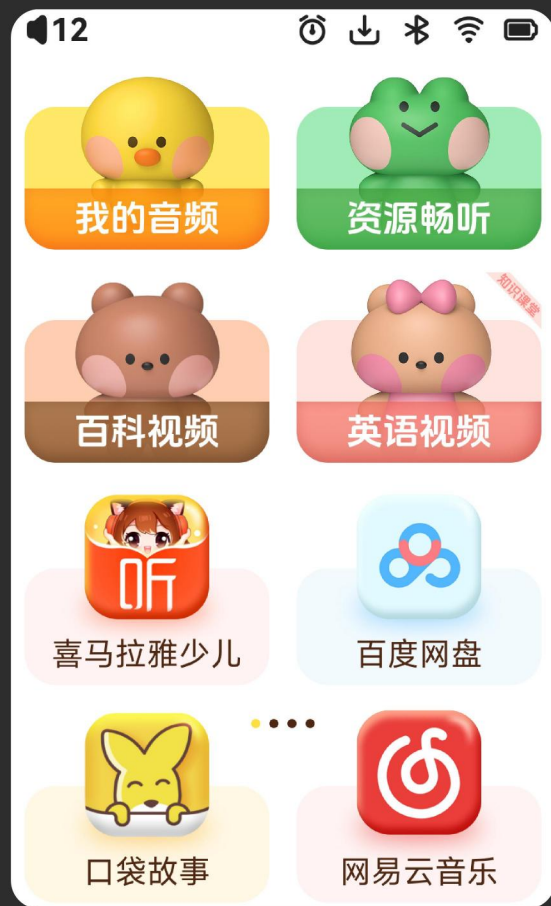 12
我的音频
资源畅听
知识课堂
百科视频
英语视频
听
喜马拉雅少儿
百度网盘
口袋故事
网易云音乐